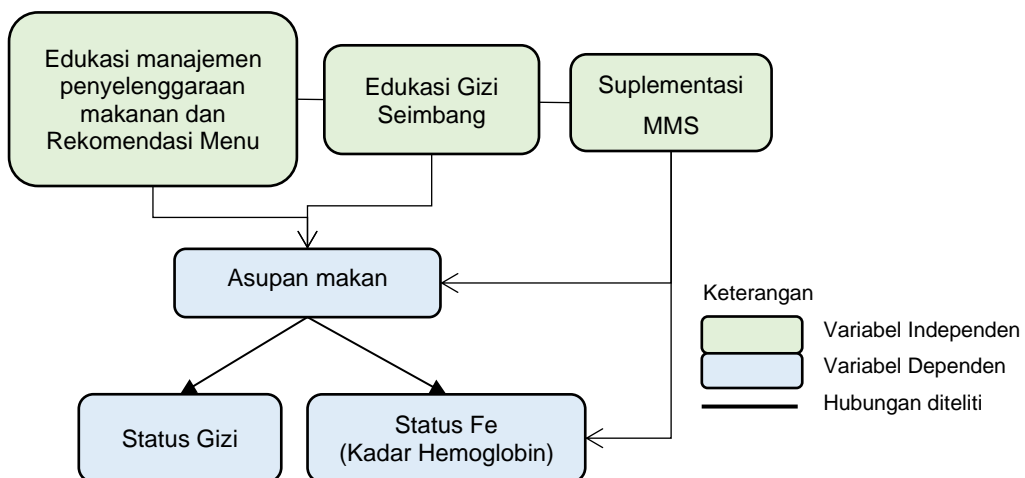 Edukasi manajemen
penyelenggaraan
makanan dan
Rekomendasi Menu
Edukasi Gizi
Seimbang
Suplementasi
MMS
Asupan makan
Status Gizi
Status Fe
(Kadar Hemoglobin)
Keterangan
Variabel Independen
Variabel Dependen
Hubungan diteliti